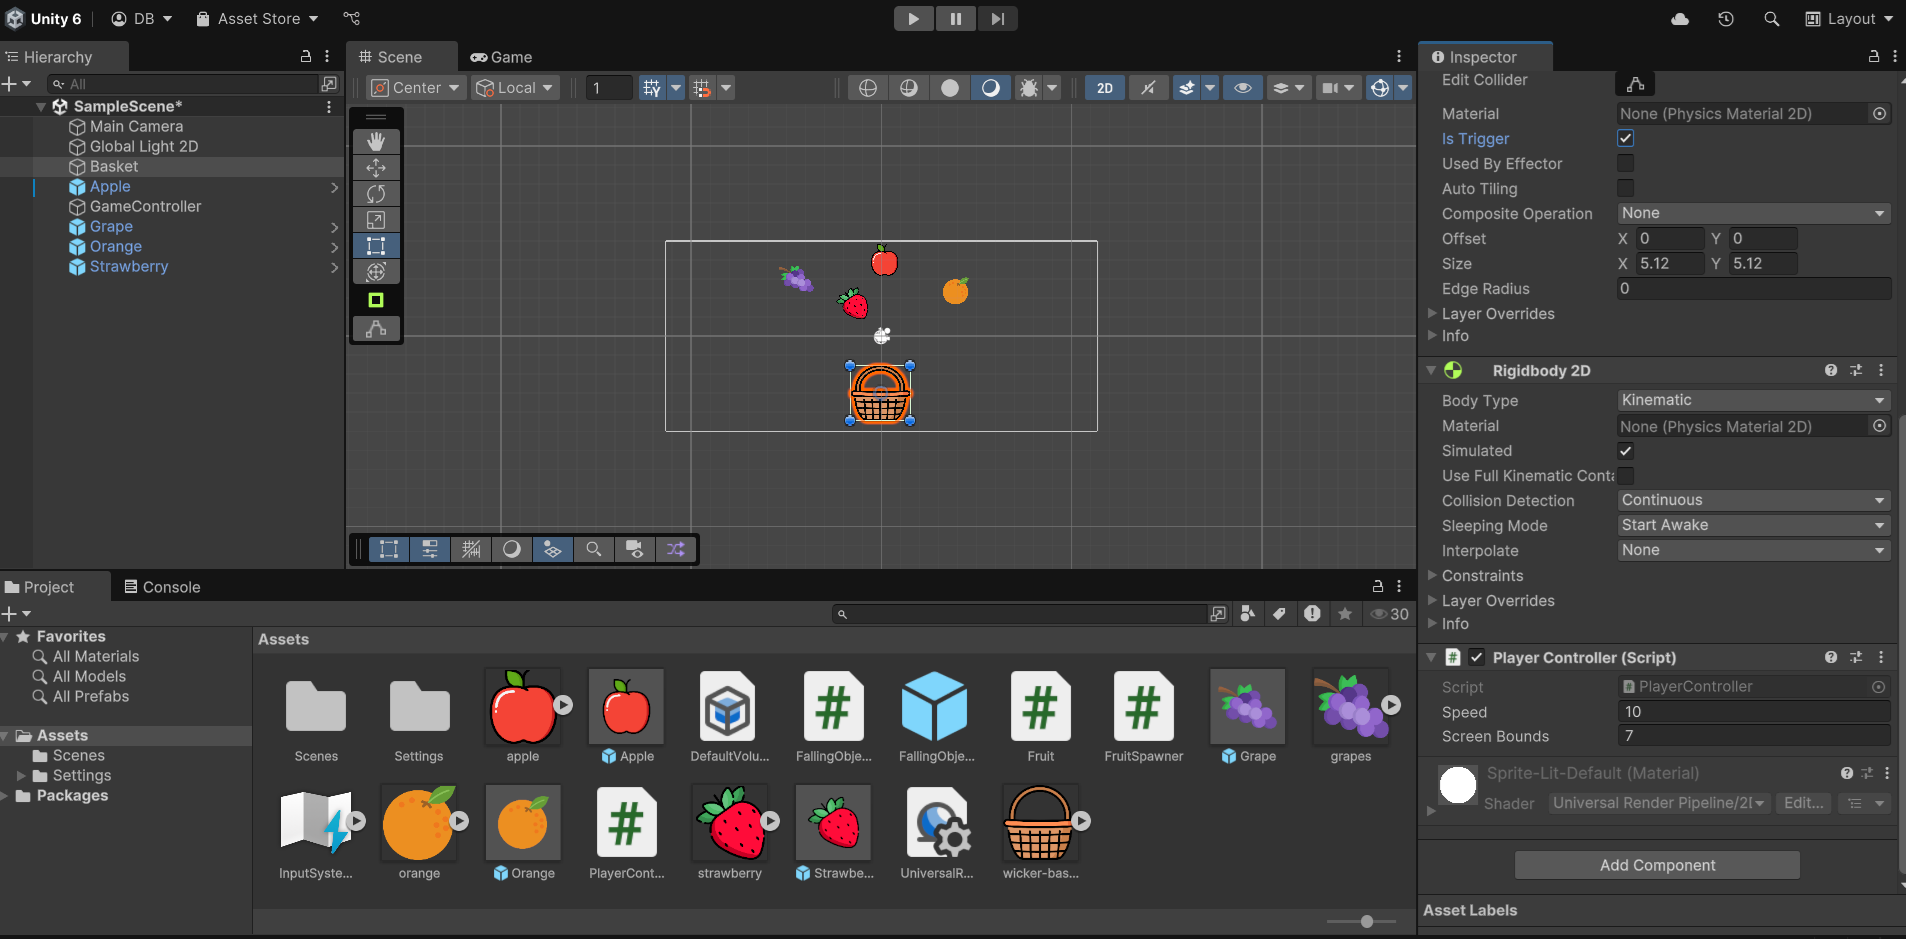 Unity 6
DB
Asset Store
Layout
Hierarchy
All
SampleScene*
Main Camera
Global Light 2D
Basket
Apple
GameController
Grape
Orange
Strawberry
Scene
Game
Center
Local
1
2D
Inspector
Edit Collider
Material
None (Physics Material 2D)
Is Trigger
Used By Effector
Auto Tiling
Composite Operation
None
Offset
X 0 Y 0
Size
X 5.12 Y 5.12
Edge Radius
0
Layer Overrides
Info
Rigidbody 2D
Body Type
Kinematic
Material
None (Physics Material 2D)
Simulated
Use Full Kinematic Conta
Collision Detection
Continuous
Sleeping Mode
Start Awake
Interpolate
None
Constraints
Layer Overrides
Info
# Player Controller (Script)
Script
# PlayerController
Speed
10
Screen Bounds
7
Sprite-Lit-Default (Material)
Shader
Universal Render Pipeline/2D
Edit...
Add Component
Asset Labels
Project
Console
30
Favorites
All Materials
All Models
All Prefabs
Assets
Scenes
Settings
Packages
Assets
# # # 
Scenes
Settings
apple
Apple
DefaultVolu...
FallingObje...
FallingObje...
Fruit
FruitSpawner
Grape
grapes
#
InputSyste...
orange
Orange
PlayerCont...
strawberry
Strawbe...
UniversalR...
wicker-bas...